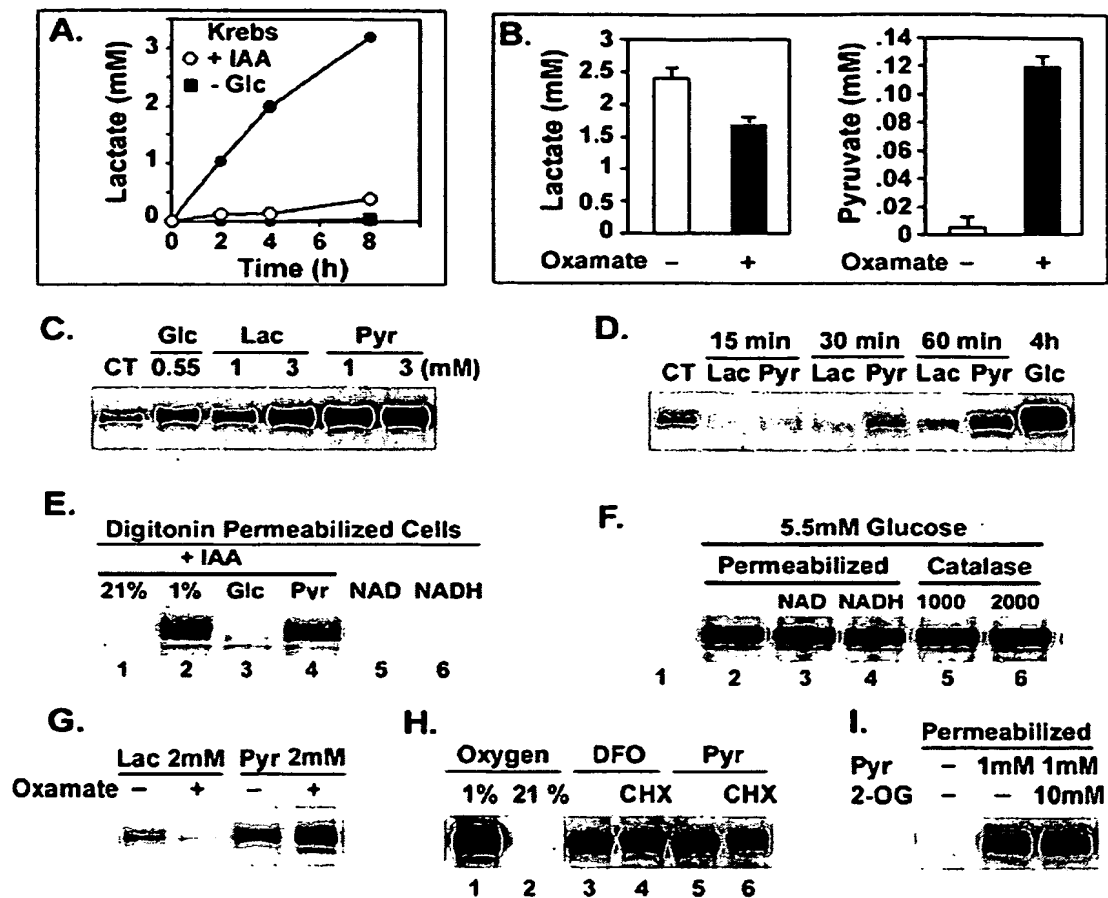 A.
Krebs
+ IAA
- Glc
Lactate (mM)
3
2
1
0
0 2 4 6 8
Time (h)
B.
Lactate (mM)
3
2.5
2
1.5
1
0.5
0
Oxamate − +
Pyruvate (mM)
.14
.12
0.10
.08
.06
.04
.02
0
Oxamate − +
C.
Glc Lac Pyr
CT 0.55 1 3 1 3 (mM)
D.
15 min 30 min 60 min 4h
CT Lac Pyr Lac Pyr Lac Pyr Glc
E.
Digitonin Permeabilized Cells
+ IAA
21% 1% Glc Pyr NAD NADH
1 2 3 4 5 6
F.
5.5mM Glucose
Permeabilized Catalase
NAD NADH 1000 2000
1 2 3 4 5 6
G.
Lac 2mM Pyr 2mM
Oxamate − + − +
H.
Oxygen DFO Pyr
1% 21 % CHX CHX
1 2 3 4 5 6
I.
Permeabilized
Pyr − 1mM 1mM
2-OG − − 10mM